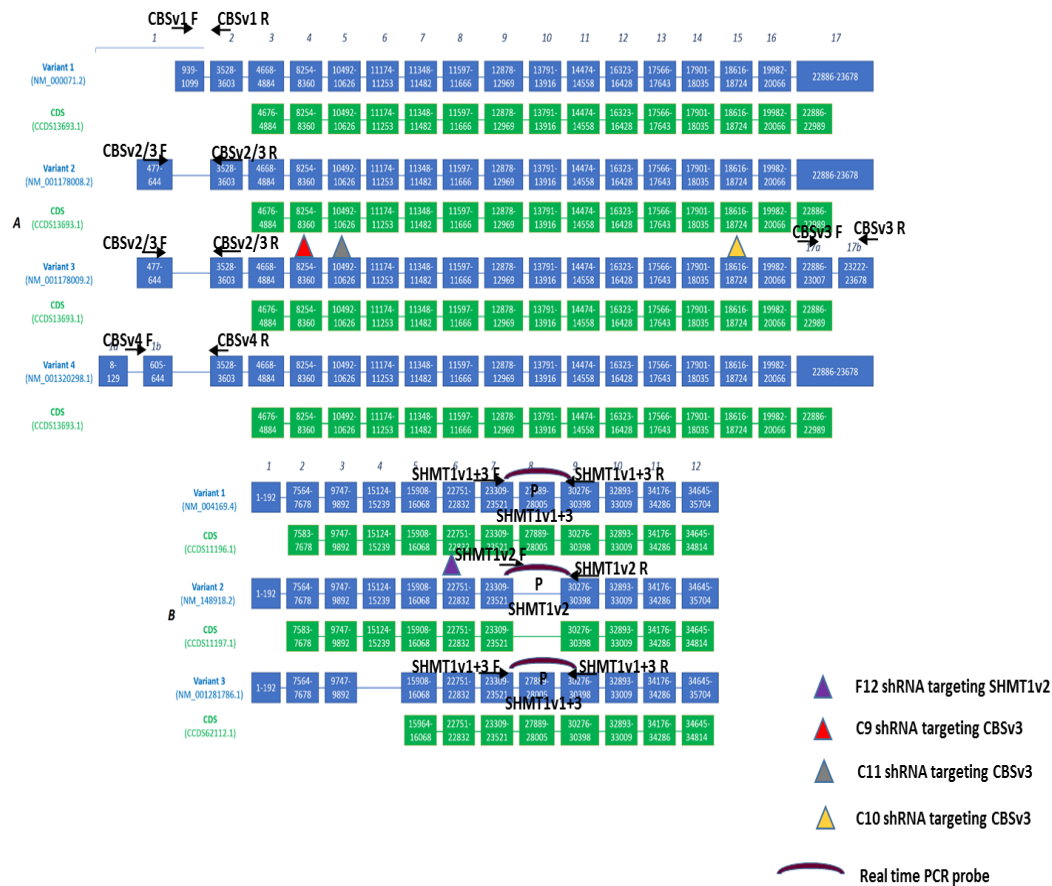 CBSv1 F CBSv1 R
1 2 3 4 5 6 7 8 9 10 11 12 13 14 15 16 17
Variant 1
(NM_000071.2)
939- 3528- 4668- 8254- 10492- 11174- 11348- 11597- 12878- 13791- 14474- 16323- 17566- 17901- 18616- 19982- 22886-23678
1099 3603 4884 8360 10626 11253 11482 11666 12969 13916 14558 16428 17643 18035 18724 20066
CDS
(CCDS13693.1)
4676- 8254- 10492- 11174- 11348- 11597- 12878- 13791- 14474- 16323- 17566- 17901- 18616- 19982- 22886-
4884 8360 10626 11253 11482 11666 12969 13916 14558 16428 17643 18035 18724 20066 22989
CBSv2/3 F CBSv2/3 R
Variant 2
(NM_001178008.2)
477- 3528- 4668- 8254- 10492- 11174- 11348- 11597- 12878- 13791- 14474- 16323- 17566- 17901- 18616- 19982- 22886-23678
644 3603 4884 8360 10626 11253 11482 11666 12969 13916 14558 16428 17643 18035 18724 20066
A
CDS
(CCDS13693.1)
4676- 8254- 10492- 11174- 11348- 11597- 12878- 13791- 14474- 16323- 17566- 17901- 18616- 19982- 22886-
4884 8360 10626 11253 11482 11666 12969 13916 14558 16428 17643 18035 18724 20066 22989
CBSv2/3 F CBSv2/3 R CBSv3 F CBSv3 R
17a 17b
Variant 3
(NM_001178009.2)
477- 3528- 4668- 8254- 10492- 11174- 11348- 11597- 12878- 13791- 14474- 16323- 17566- 17901- 18616- 19982- 22886- 23222-
644 3603 4884 8360 10626 11253 11482 11666 12969 13916 14558 16428 17643 18035 18724 20066 23007 23678
CDS
(CCDS13693.1)
4676- 8254- 10492- 11174- 11348- 11597- 12878- 13791- 14474- 16323- 17566- 17901- 18616- 19982- 22886-
4884 8360 10626 11253 11482 11666 12969 13916 14558 16428 17643 18035 18724 20066 22989
CBSv4 F CBSv4 R
1a 1b
Variant 4
(NM_001320298.1)
8- 605- 3528- 4668- 8254- 10492- 11174- 11348- 11597- 12878- 13791- 14474- 16323- 17566- 17901- 18616- 19982- 22886-23678
129 644 3603 4884 8360 10626 11253 11482 11666 12969 13916 14558 16428 17643 18035 18724 20066
CDS
(CCDS13693.1)
4676- 8254- 10492- 11174- 11348- 11597- 12878- 13791- 14474- 16323- 17566- 17901- 18616- 19982- 22886-
4884 8360 10626 11253 11482 11666 12969 13916 14558 16428 17643 18035 18724 20066 22989
1 2 3 4 5 6 7 8 9 10 11 12
SHMT1v1+3 F SHMT1v1+3 R
Variant 1
(NM_004169.4)
1-192 7564- 9747- 15124- 15908- 22751- 23309- 27889- 30276- 32893- 34176- 34645-
7678 9892 15239 16068 22832 23521 28005 30398 33009 34286 35704
P
SHMT1v1+3
CDS
(CCDS11196.1)
7583- 9747- 15124- 15908- 22751- 23309- 27889- 30276- 32893- 34176- 34645-
7678 9892 15239 16068 22832 23521 28005 30398 33009 34286 34814
SHMT1v2 F SHMT1v2 R
Variant 2
(NM_148918.2)
1-192 7564- 9747- 15124- 15908- 22751- 23309- 30276- 32893- 34176- 34645-
7678 9892 15239 16068 22832 23521 30398 33009 34286 35704
P
SHMT1v2
B
CDS
(CCDS11197.1)
7583- 9747- 15124- 15908- 22751- 23309- 30276- 32893- 34176- 34645-
7678 9892 15239 16068 22832 23521 30398 33009 34286 34814
SHMT1v1+3 F SHMT1v1+3 R
Variant 3
(NM_001281786.1)
1-192 7564- 9747- 15908- 22751- 23309- 27889- 30276- 32893- 34176- 34645-
7678 9892 16068 22832 23521 28005 30398 33009 34286 35704
P
SHMT1v1+3
CDS
(CCDS62112.1)
15964- 22751- 23309- 27889- 30276- 32893- 34176- 34645-
16068 22832 23521 28005 30398 33009 34286 34814
F12 shRNA targeting SHMT1v2
C9 shRNA targeting CBSv3
C11 shRNA targeting CBSv3
C10 shRNA targeting CBSv3
Real time PCR probe